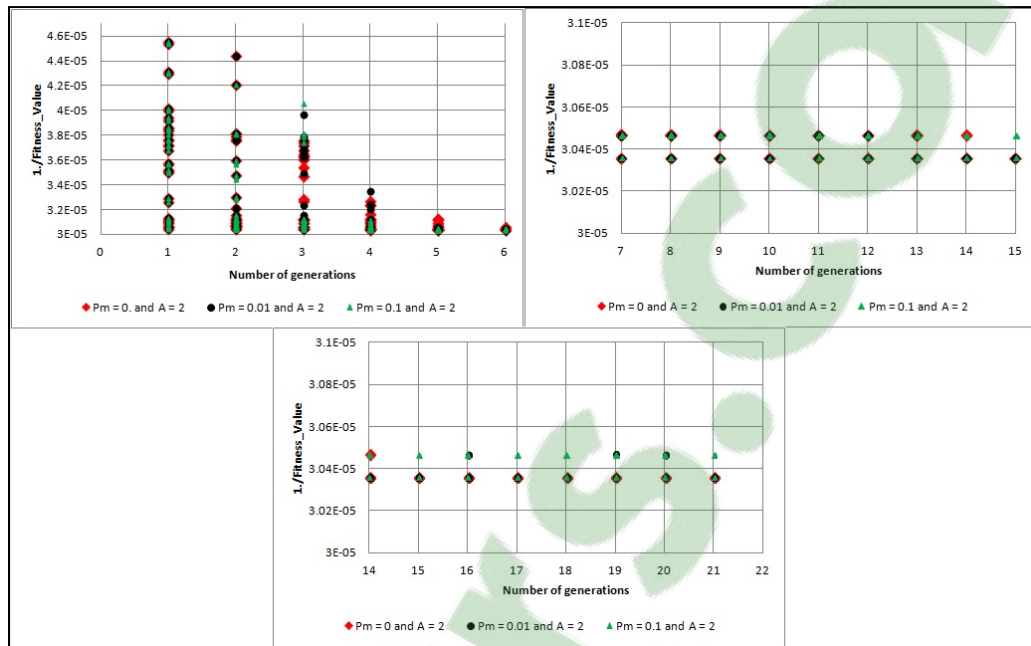 4.6E-05
4.4E-05
4.2E-05
4E-05
3.8E-05
3.6E-05
3.4E-05
3.2E-05
3E-05
1./Fitness_Value
0 1 2 3 4 5 6
Number of generations
Pm = 0. and A = 2 Pm = 0.01 and A = 2 Pm = 0.1 and A = 2
3.1E-05
3.08E-05
3.06E-05
3.04E-05
3.02E-05
3E-05
1./Fitness_Value
7 8 9 10 11 12 13 14 15
Number of generations
Pm = 0 and A = 2 Pm = 0.01 and A = 2 Pm = 0.1 and A = 2
3.1E-05
3.08E-05
3.06E-05
3.04E-05
3.02E-05
3E-05
1./Fitness_Value
14 15 16 17 18 19 20 21 22
Number of generations
Pm = 0 and A = 2 Pm = 0.01 and A = 2 Pm = 0.1 and A = 2